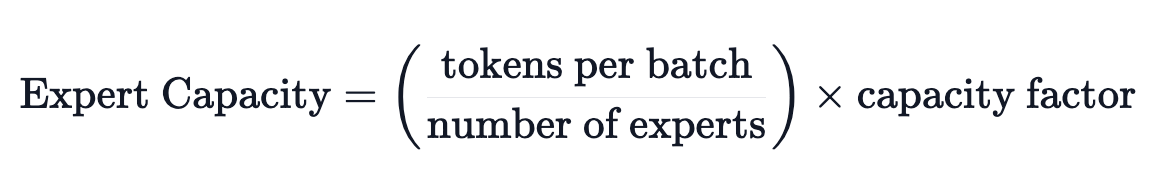 Expert Capacity = ( tokens per batch / number of experts ) × capacity factor